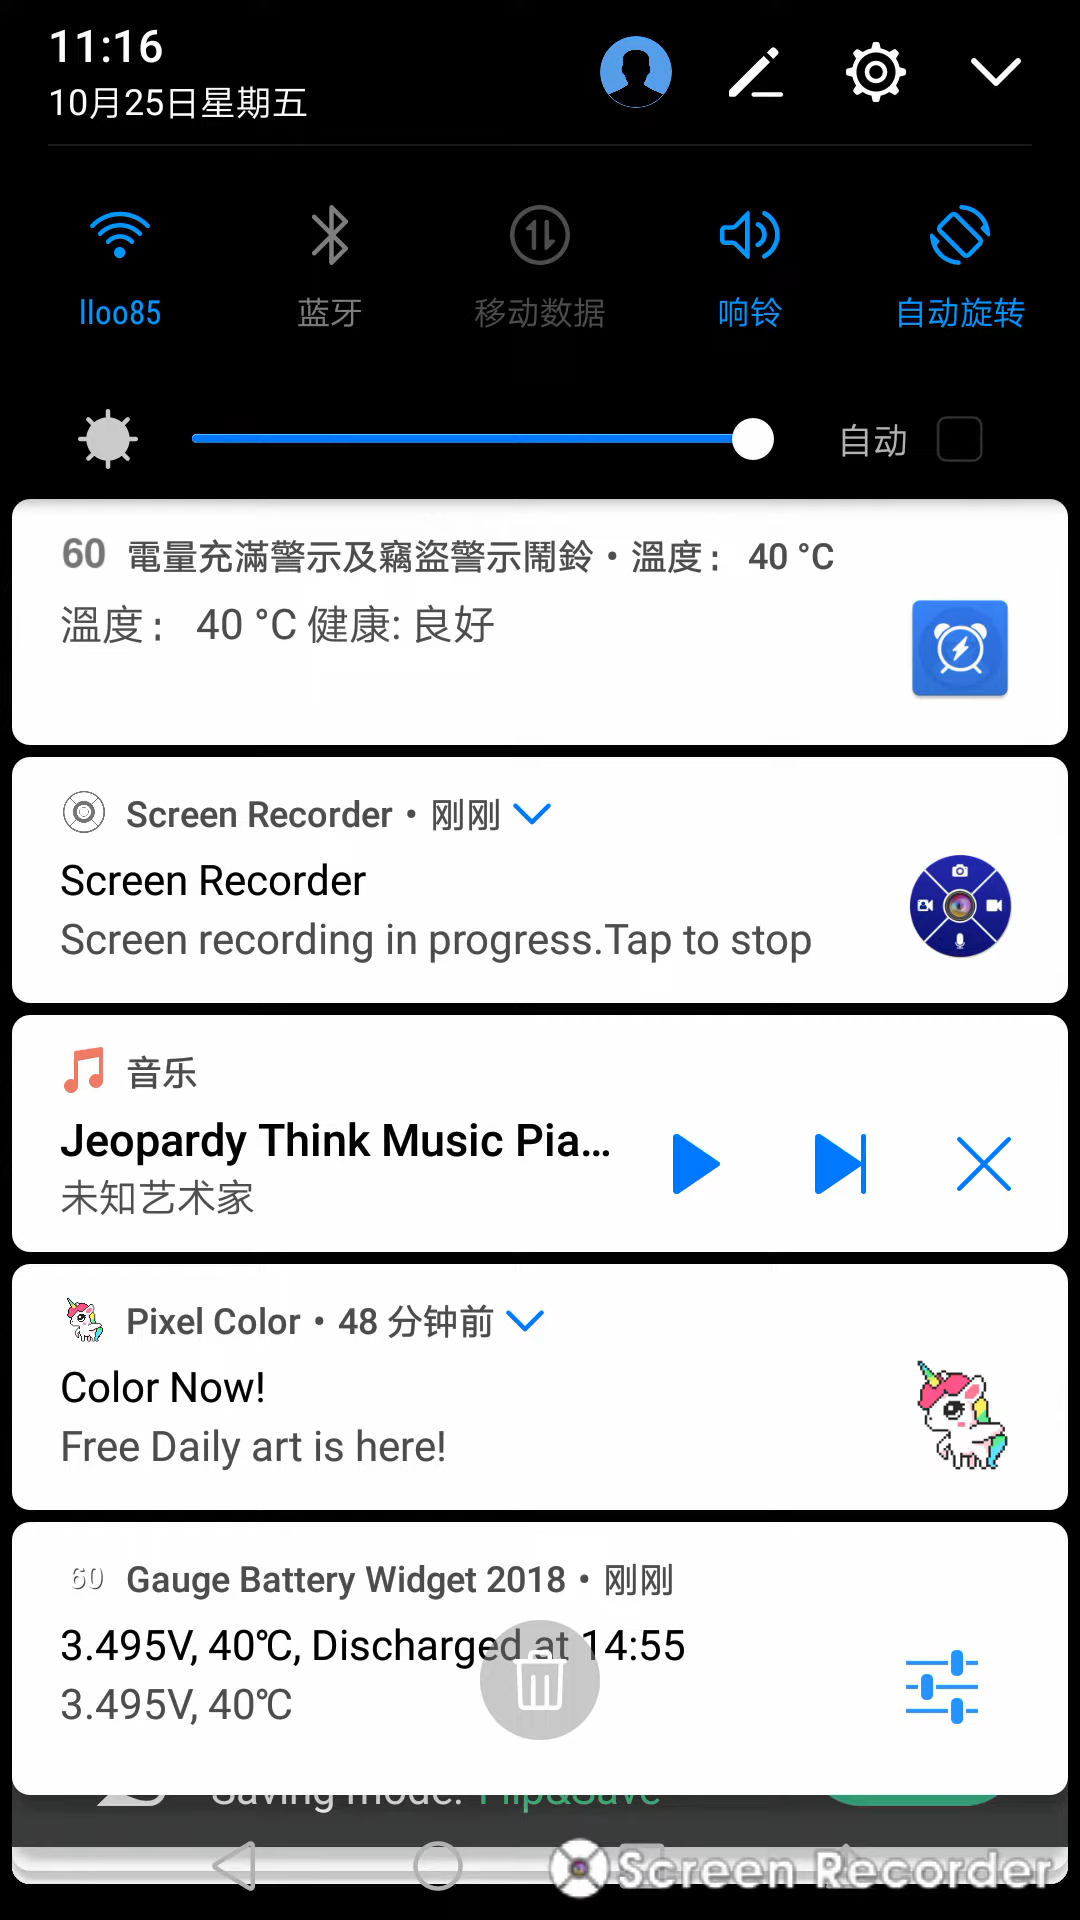 11:16
10月25日星期五
lloo85
蓝牙
移动数据
响铃
自动旋转
自动
60 電量充滿警示及竊盜警示鬧鈴 • 溫度： 40 °C
溫度： 40 °C 健康: 良好
Screen Recorder • 刚刚
Screen Recorder
Screen recording in progress.Tap to stop
音乐
Jeopardy Think Music Pia...
未知艺术家
Pixel Color • 48 分钟前
Color Now!
Free Daily art is here!
60 Gauge Battery Widget 2018 • 刚刚
3.495V, 40℃, Discharged at 14:55
3.495V, 40℃
Saving mode: Flip&Save
Screen Recorder